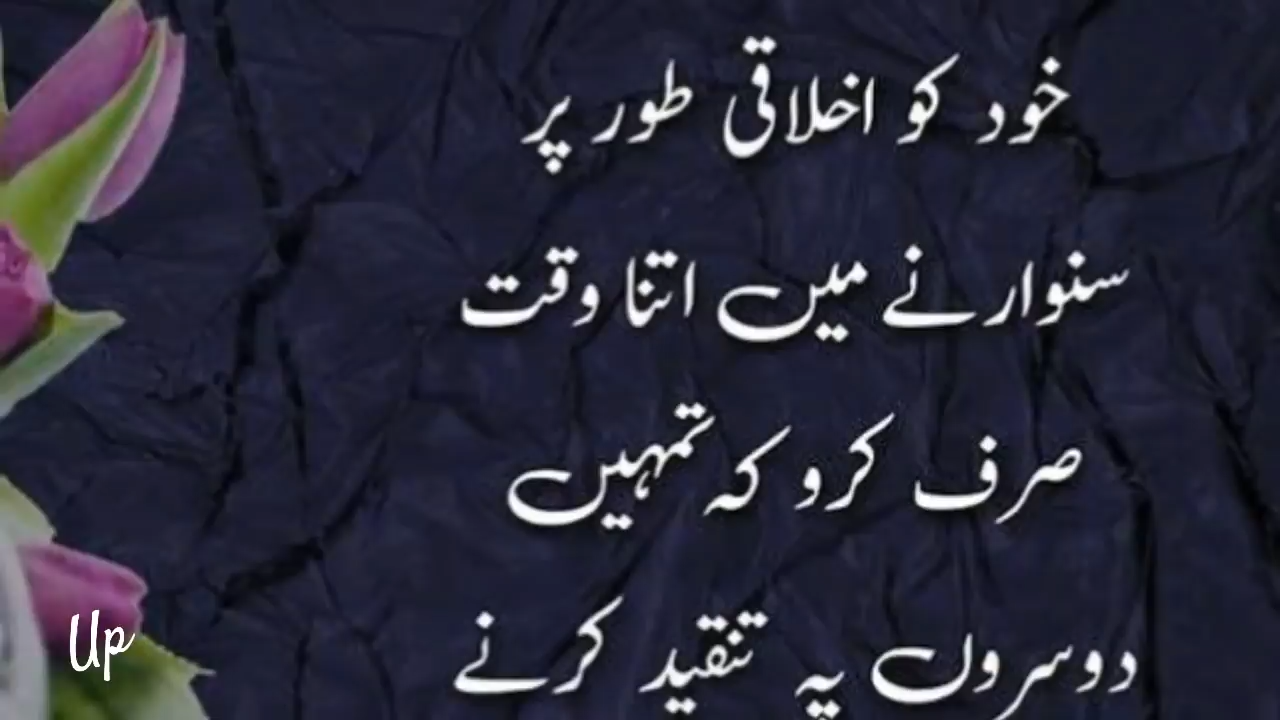 خود کو اخلاقی طور پر
سنوارنے میں اتنا وقت
صرف کرو کہ تمہیں
دوسروں پہ تنقید کرنے
Up